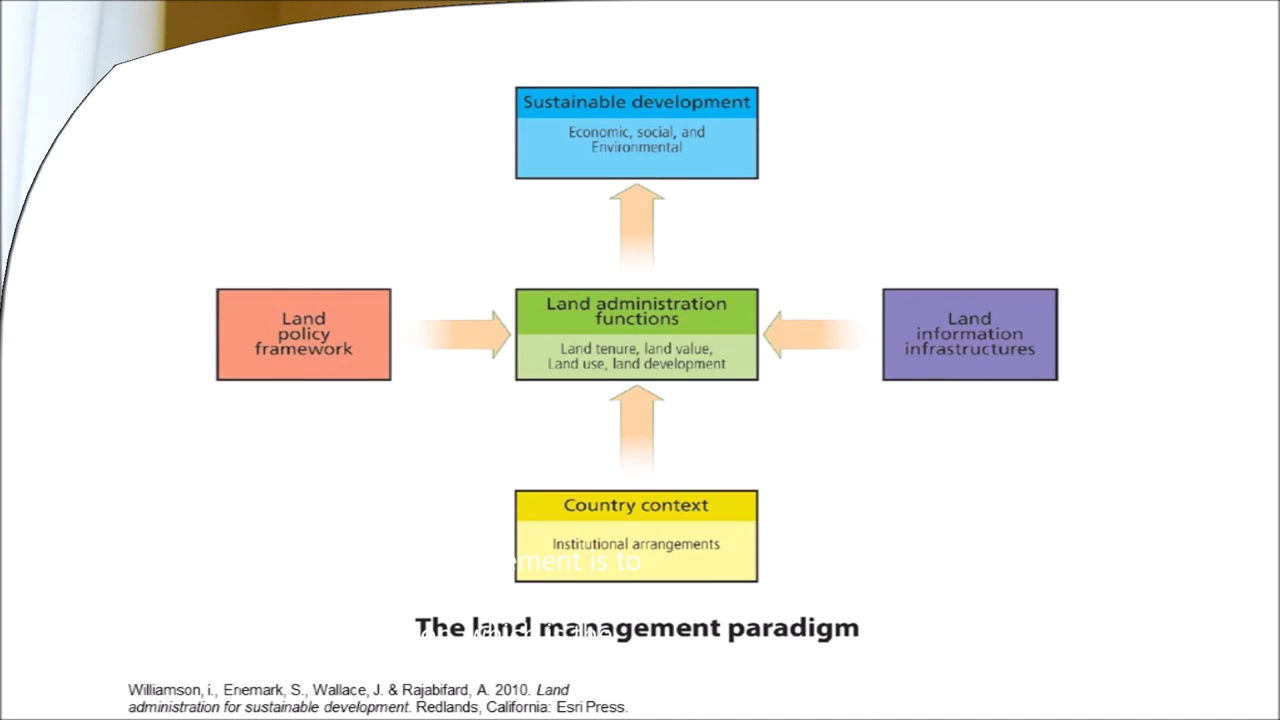 Sustainable development
Economic, social, and
Environmental
Land
policy
framework
Land administration
functions
Land tenure, land value,
Land use, land development
Land
information
infrastructures
Country context
Institutional arrangements
is to
The land management paradigm
Williamson, i., Enemark, S., Wallace, J. & Rajabifard, A. 2010. Land
administration for sustainable development. Redlands, California: Esri Press.